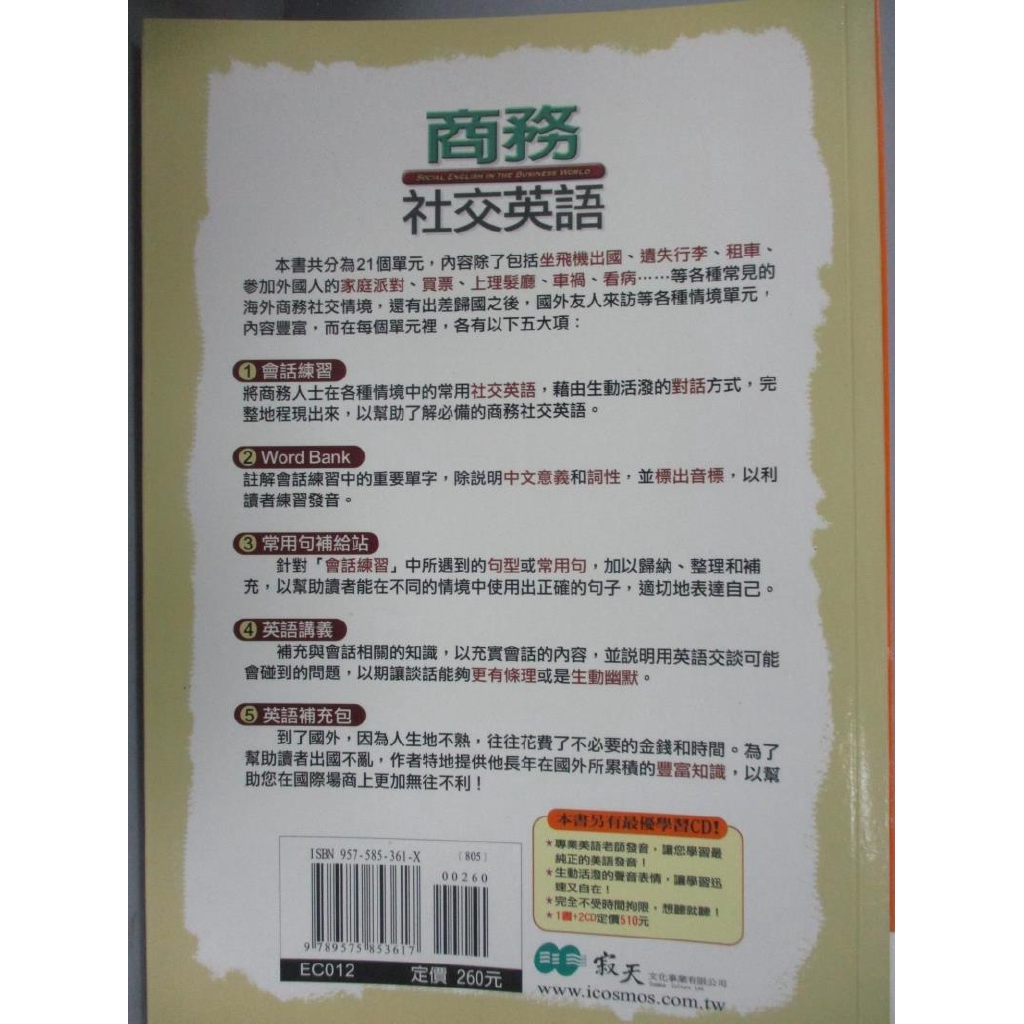 商務
SOCIAL ENGLISH IN THE BUSINESS WORLD
社交英語
本書共分為21個單元，內容除了包括坐飛機出國、遺失行李、租車、
參加外國人的家庭派對、買票、上理髮廳、車禍、看病……等各種常見的
海外商務社交情境，還有出差歸國之後，國外友人來訪等各種情境單元，
內容豐富，而在每個單元裡，各有以下五大項：
1 會話練習
將商務人士在各種情境中的常用社交英語，藉由生動活潑的對話方式，完
整地程現出來，以幫助了解必備的商務社交英語。
2 Word Bank
註解會話練習中的重要單字，除說明中文意義和詞性，並標出音標，以利
讀者練習發音。
3 常用句補給站
針對「會話練習」中所遇到的句型或常用句，加以歸納、整理和補
充，以幫助讀者能在不同的情境中使用出正確的句子，適切地表達自己。
4 英語講義
補充與會話相關的知識，以充實會話的內容，並說明用英語交談可能
會碰到的問題，以期讓談話能夠更有條理或是生動幽默。
5 英語補充包
到了國外，因為人生地不熟，往往花費了不必要的金錢和時間。為了
幫助讀者出國不亂，作者特地提供他長年在國外所累積的豐富知識，以幫
助您在國際場商上更加無往不利！
本書另有最優學習CD!
★專業美語老師發音，讓您學習最
純正的美語發音！
★生動活潑的聲音表情，讓學習迅
速又自在！
★完全不受時間拘限，想聽就聽！
★1書+2CD定價510元
ISBN 957-585-361-X (805)
00260
9 789575 853617
EC012 定價 260元
寂天 文化事業有限公司
Cosmos Culture Ltd.
www.icosmos.com.tw